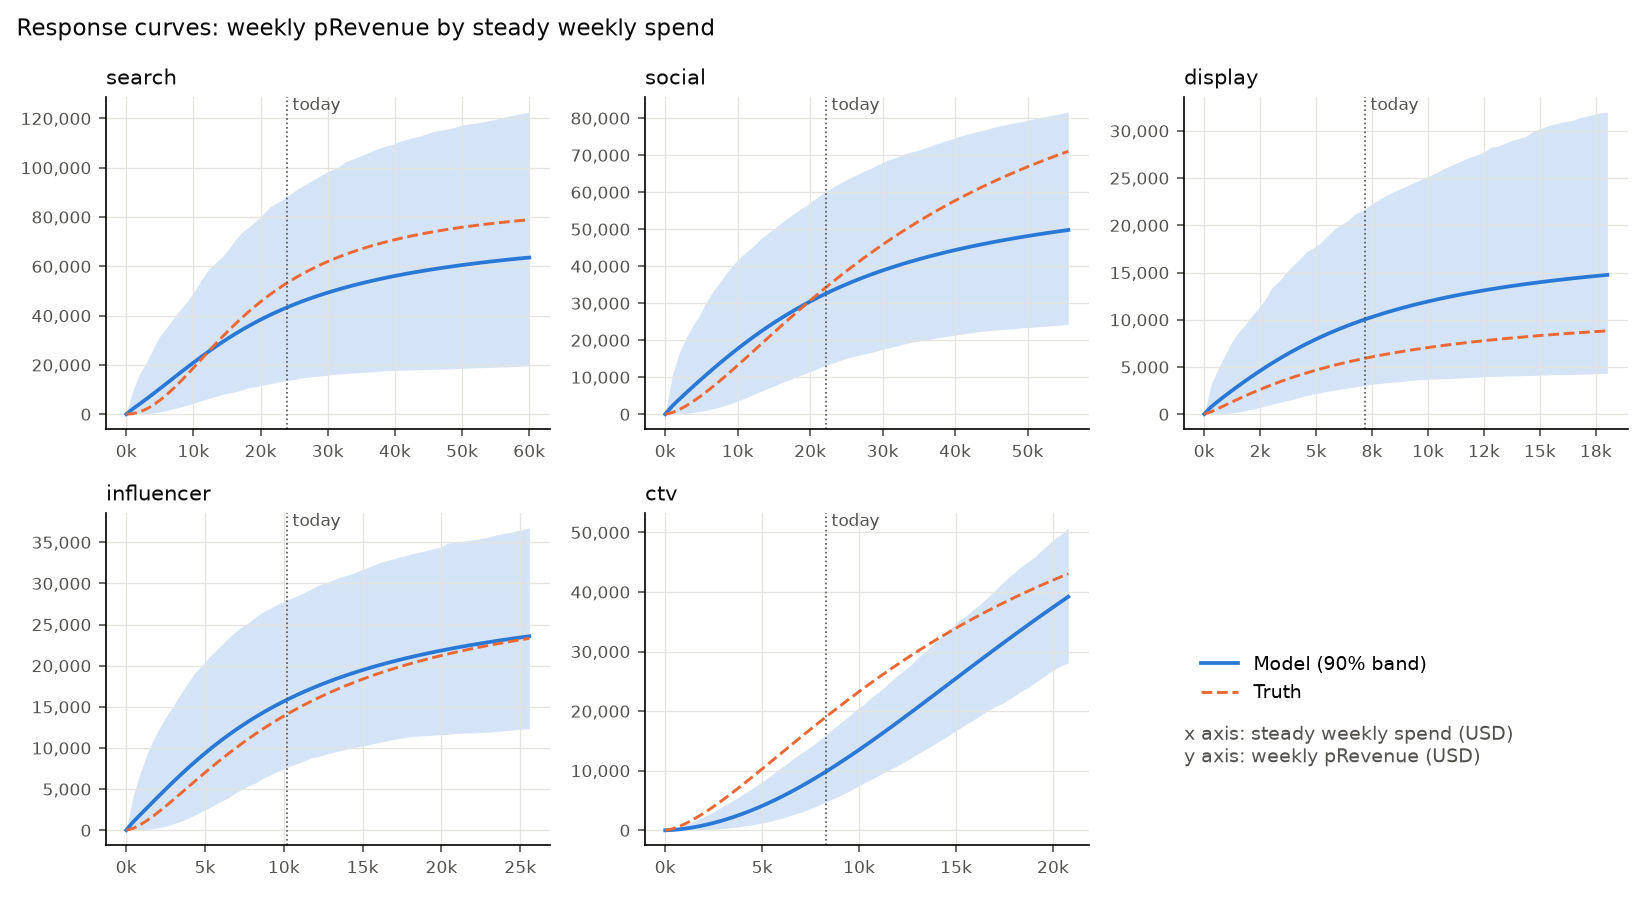 Response curves: weekly pRevenue by steady weekly spend
search
today
120,000
100,000
80,000
60,000
40,000
20,000
0
0k 10k 20k 30k 40k 50k 60k
social
today
80,000
70,000
60,000
50,000
40,000
30,000
20,000
10,000
0
0k 10k 20k 30k 40k 50k
display
today
30,000
25,000
20,000
15,000
10,000
5,000
0
0k 2k 5k 8k 10k 12k 15k 18k
influencer
today
35,000
30,000
25,000
20,000
15,000
10,000
5,000
0
0k 5k 10k 15k 20k 25k
ctv
today
50,000
40,000
30,000
20,000
10,000
0
0k 5k 10k 15k 20k
Model (90% band)
Truth
x axis: steady weekly spend (USD)
y axis: weekly pRevenue (USD)